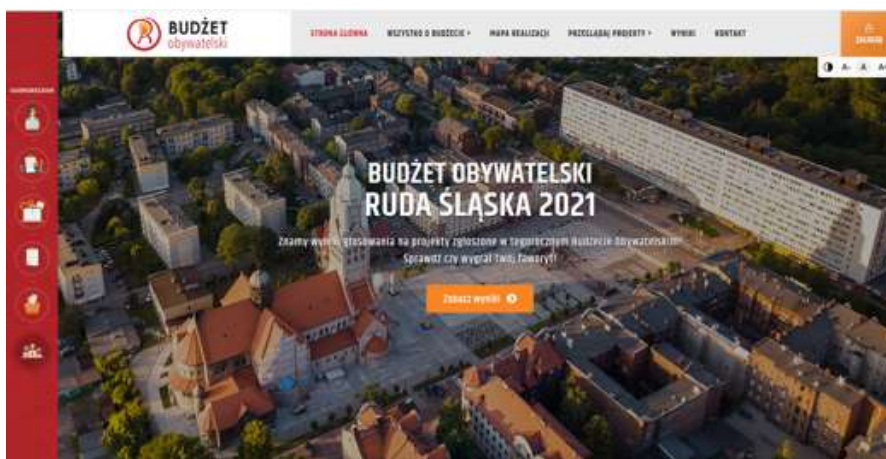 BUDŻET
obywatelski
STRONA GŁÓWNA
WSZYSTKO O BUDŻECIE
MAPA REALIZACJI
PRZEGLĄDAJ PROJEKTY
WYNIKI
KONTAKT
A- A A+
BUDŻET OBYWATELSKI
RUDA ŚLĄSKA 2021
Znamy wyniki głosowania na projekty zgłoszone w tegorocznym Budżecie Obywatelskim!
Sprawdź czy wygrał Twój faworyt!
Zobacz wyniki